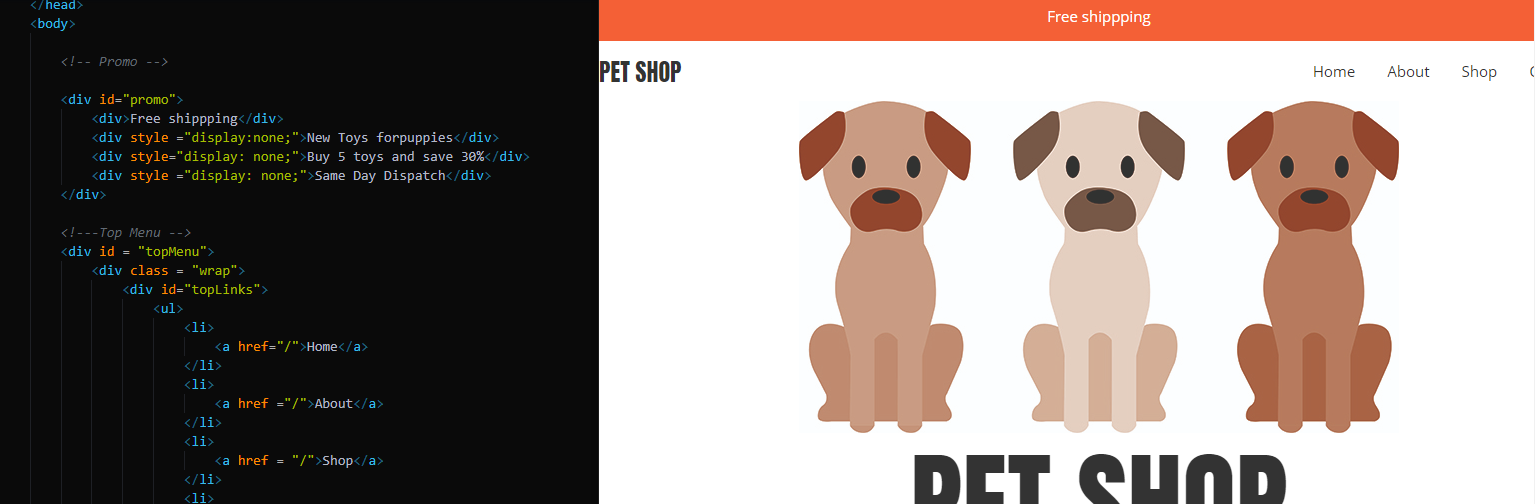 </head>
<body>
<!-- Promo -->
<div id="promo">
<div>Free shippping</div>
<div style ="display:none;">New Toys forpuppies</div>
<div style="display: none;">Buy 5 toys and save 30%</div>
<div style ="display: none;">Same Day Dispatch</div>
</div>
<!---Top Menu -->
<div id = "topMenu">
<div class = "wrap">
<div id="topLinks">
<ul>
<li>
<a href="/">Home</a>
</li>
<li>
<a href ="/">About</a>
</li>
<li>
<a href = "/">Shop</a>
</li>
<li>
Free shippping
PET SHOP Home About Shop
PET SHOP